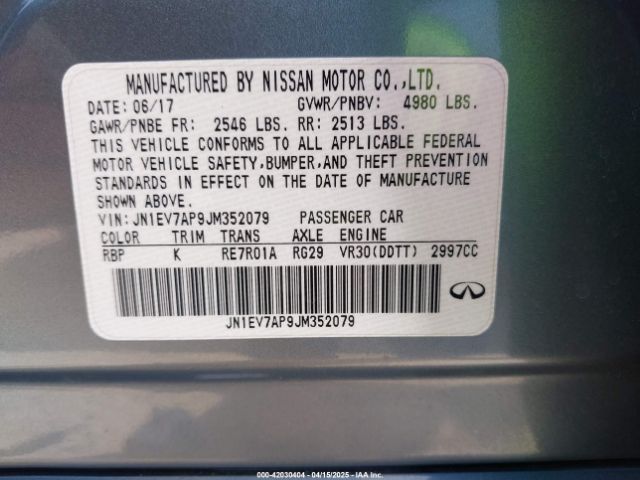 MANUFACTURED BY NISSAN MOTOR CO.,LTD.
DATE: 06/17 GVWR/PNBV: 4980 LBS.
GAWR/PNBE FR: 2546 LBS. RR: 2513 LBS.
THIS VEHICLE CONFORMS TO ALL APPLICABLE FEDERAL
MOTOR VEHICLE SAFETY,BUMPER,AND THEFT PREVENTION
STANDARDS IN EFFECT ON THE DATE OF MANUFACTURE
SHOWN ABOVE.
VIN: JN1EV7AP9JM352079 PASSENGER CAR
COLOR TRIM TRANS AXLE ENGINE
RBP K RE7R01A RG29 VR30(DDTT) 2997CC
JN1EV7AP9JM352079
000-42030404 - 04/15/2025 - IAA Inc.